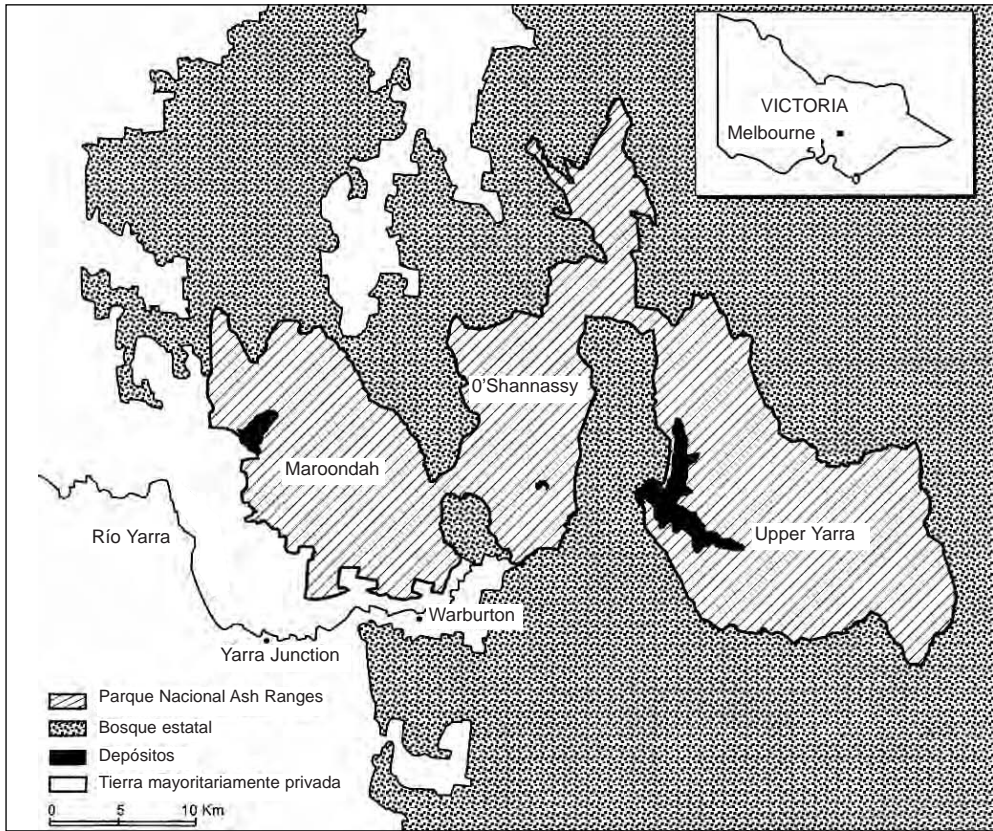 VICTORIA
Melbourne
0'Shannassy
Maroondah
Río Yarra
Upper Yarra
Warburton
Yarra Junction
Parque Nacional Ash Ranges
Bosque estatal
Depósitos
Tierra mayoritariamente privada
0 5 10 Km